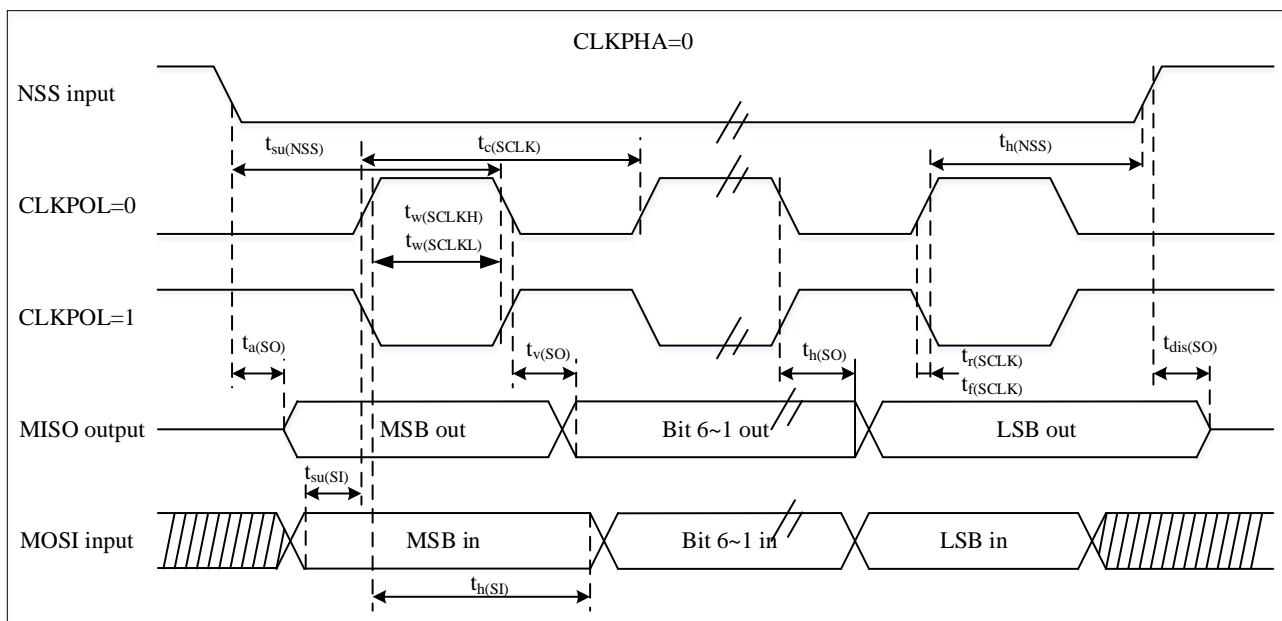 CLKPHA=0
NSS input
tsu(NSS)
tc(SCLK)
th(NSS)
CLKPOL=0
tw(SCLKH)
tw(SCLKL)
CLKPOL=1
ta(SO)
tv(SO)
th(SO)
tr(SCLK)
tf(SCLK)
tdis(SO)
MISO output
MSB out
Bit 6~1 out
LSB out
tsu(SI)
MOSI input
MSB in
Bit 6~1 in
LSB in
th(SI)